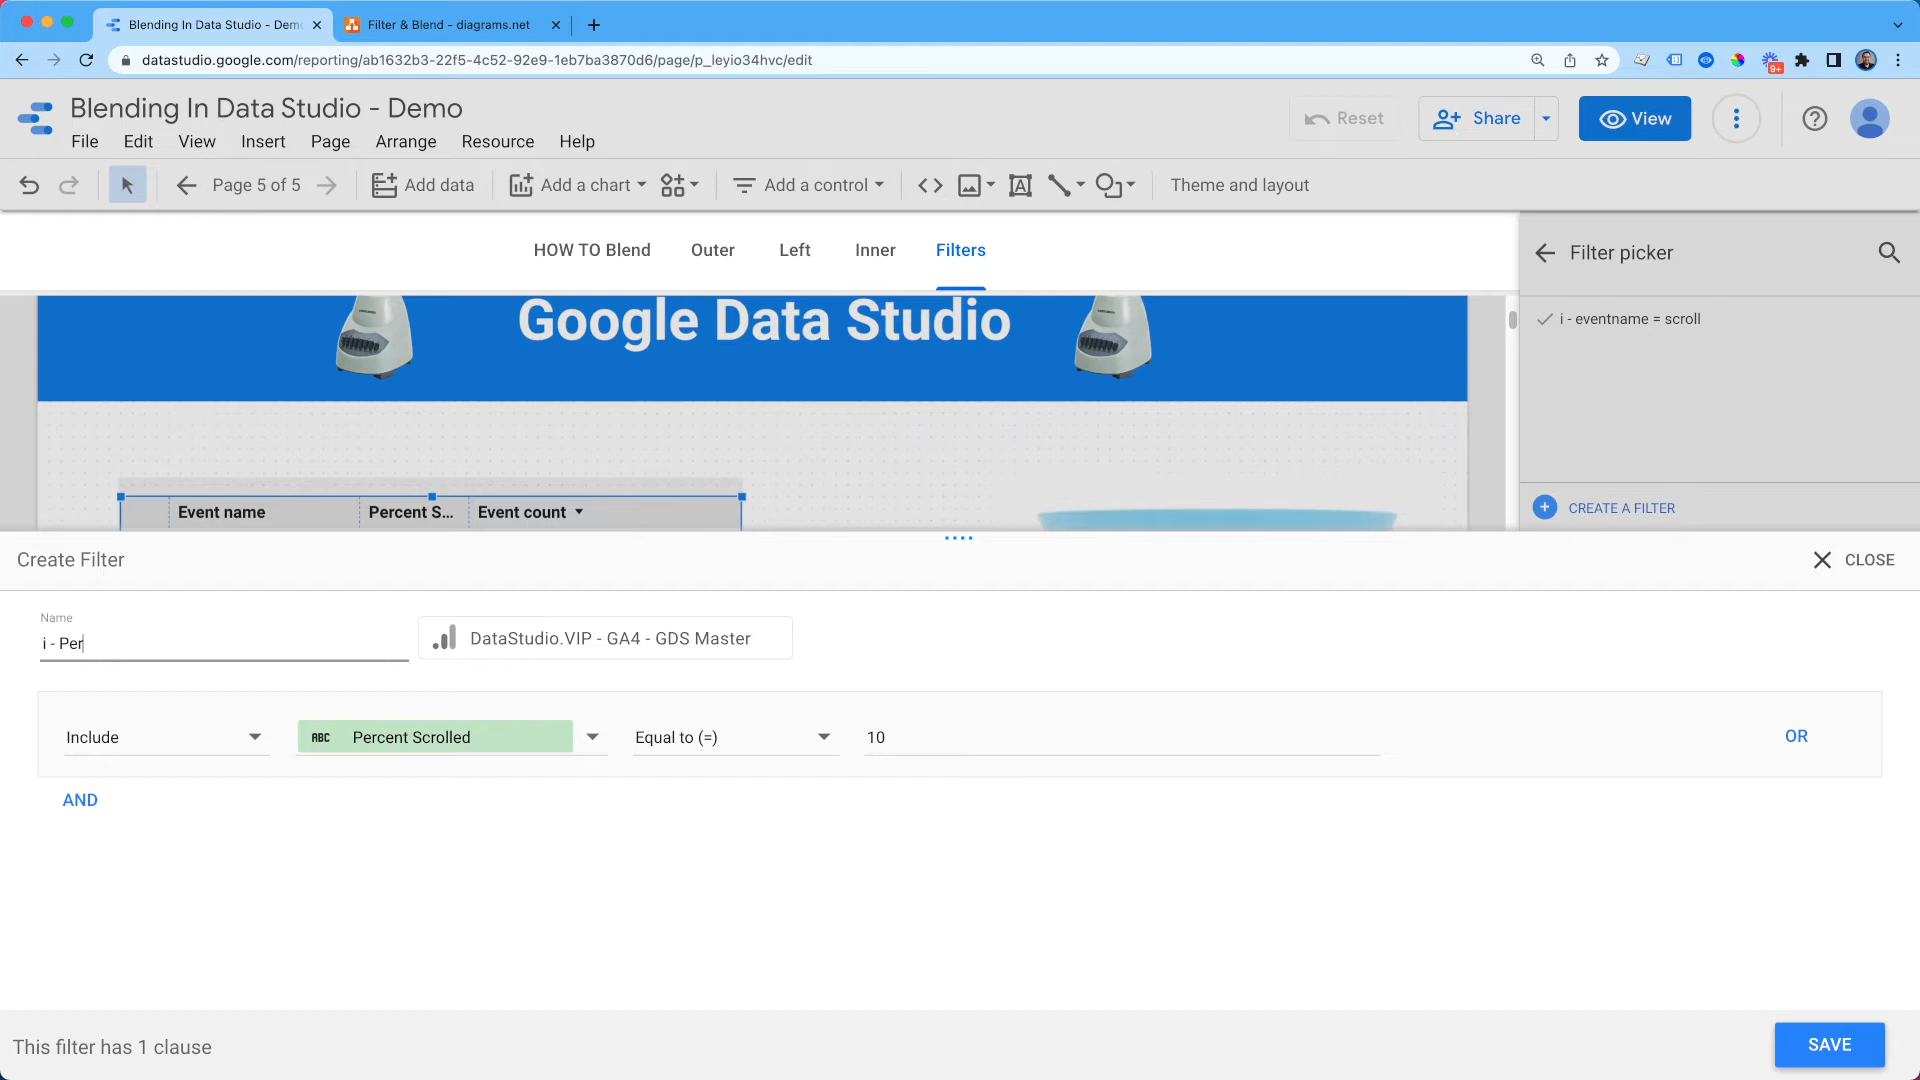 Blending In Data Studio - Dem
Filter & Blend - diagrams.net
datastudio.google.com/reporting/ab1632b3-22f5-4c52-92e9-1eb7ba3870d6/page/p_leyio34hvc/edit
9+
Blending In Data Studio - Demo
File Edit View Insert Page Arrange Resource Help
Reset
Share
View
Page 5 of 5
Add data
Add a chart
Add a control
Theme and layout
HOW TO Blend
Outer
Left
Inner
Filters
Filter picker
Google Data Studio
i - eventname = scroll
Event name
Percent S...
Event count
CREATE A FILTER
Create Filter
CLOSE
Name
i - Per
DataStudio.VIP - GA4 - GDS Master
Include
ABC
Percent Scrolled
Equal to (=)
10
OR
AND
This filter has 1 clause
SAVE